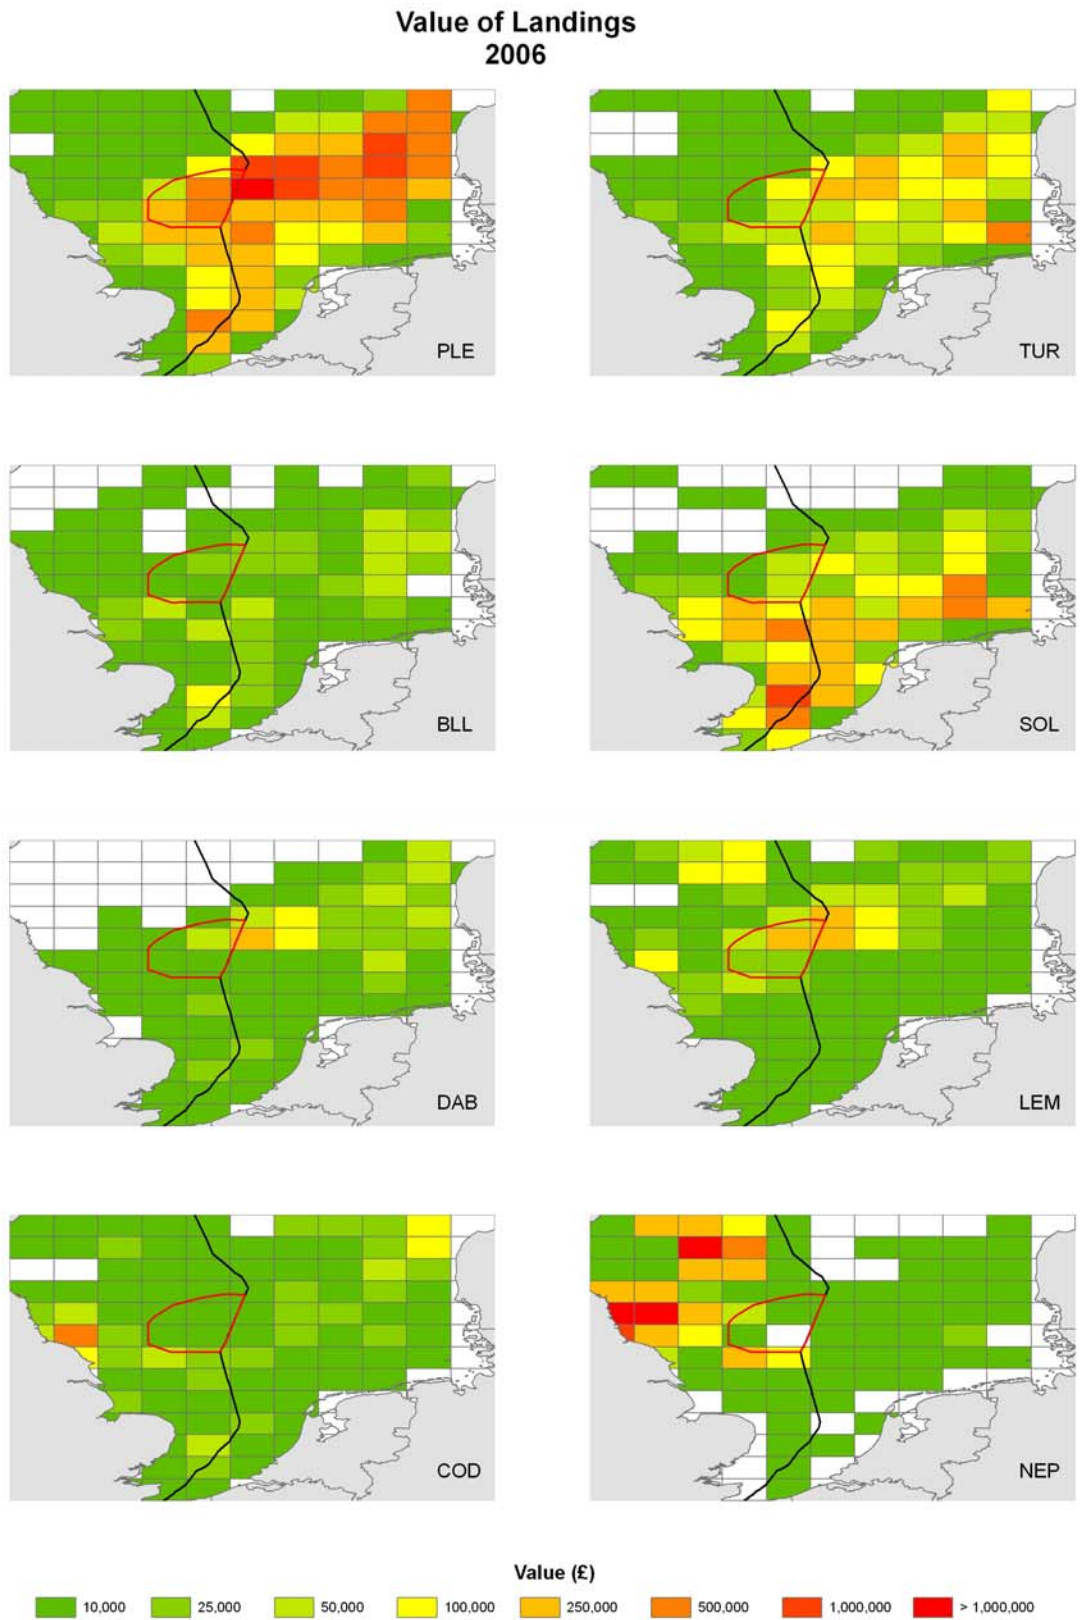 Value of Landings
2006
PLE
TUR
BLL
SOL
DAB
LEM
COD
NEP
Value (£)
10,000 25,000 50,000 100,000 250,000 500,000 1,000,000 > 1,000,000